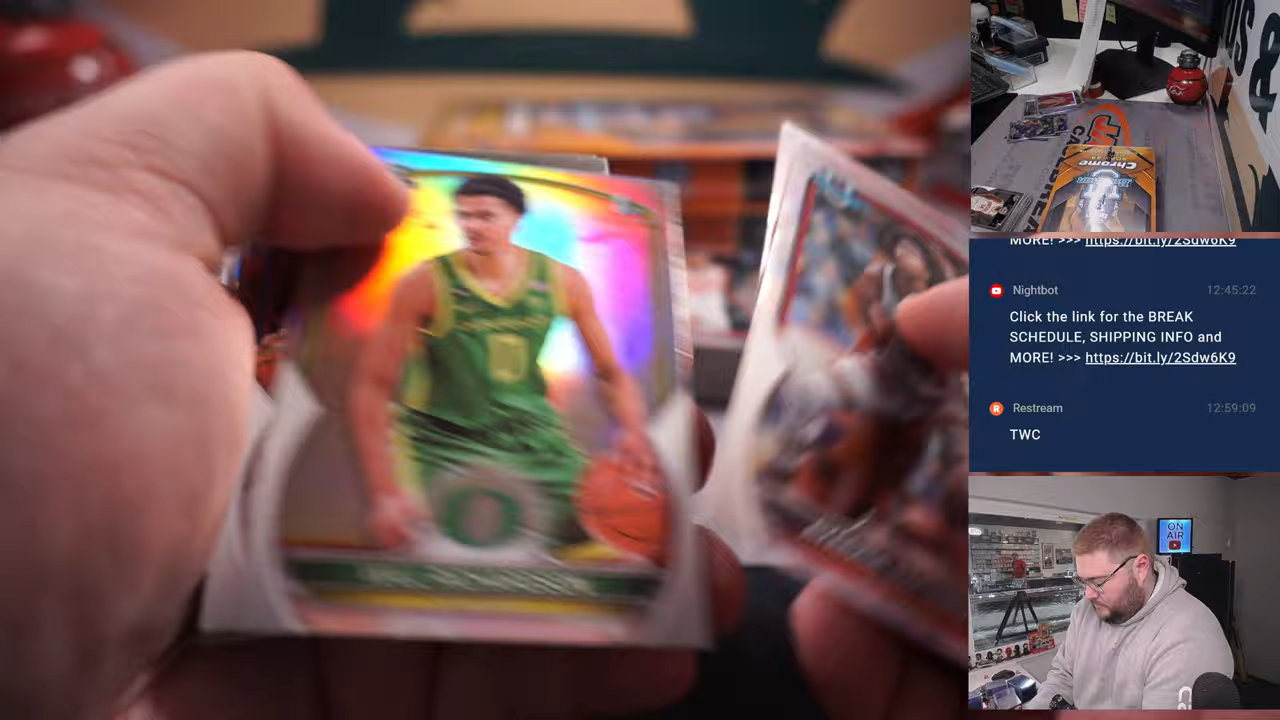 MORE! >>> https://bit.ly/2Sdw6K9
Nightbot 12:45:22
Click the link for the BREAK
SCHEDULE, SHIPPING INFO and
MORE! >>> https://bit.ly/2Sdw6K9
Restream 12:59:09
TWC
Chrome
ON
AIR